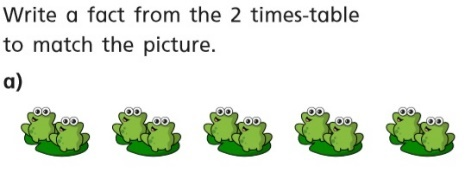 Write a fact from the 2 times-table
to match the picture.
a)